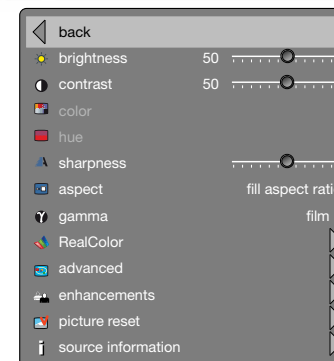 back
brightness 50
contrast 50
color
hue
sharpness
aspect fill aspect rati
gamma film
RealColor
advanced
enhancements
picture reset
source information